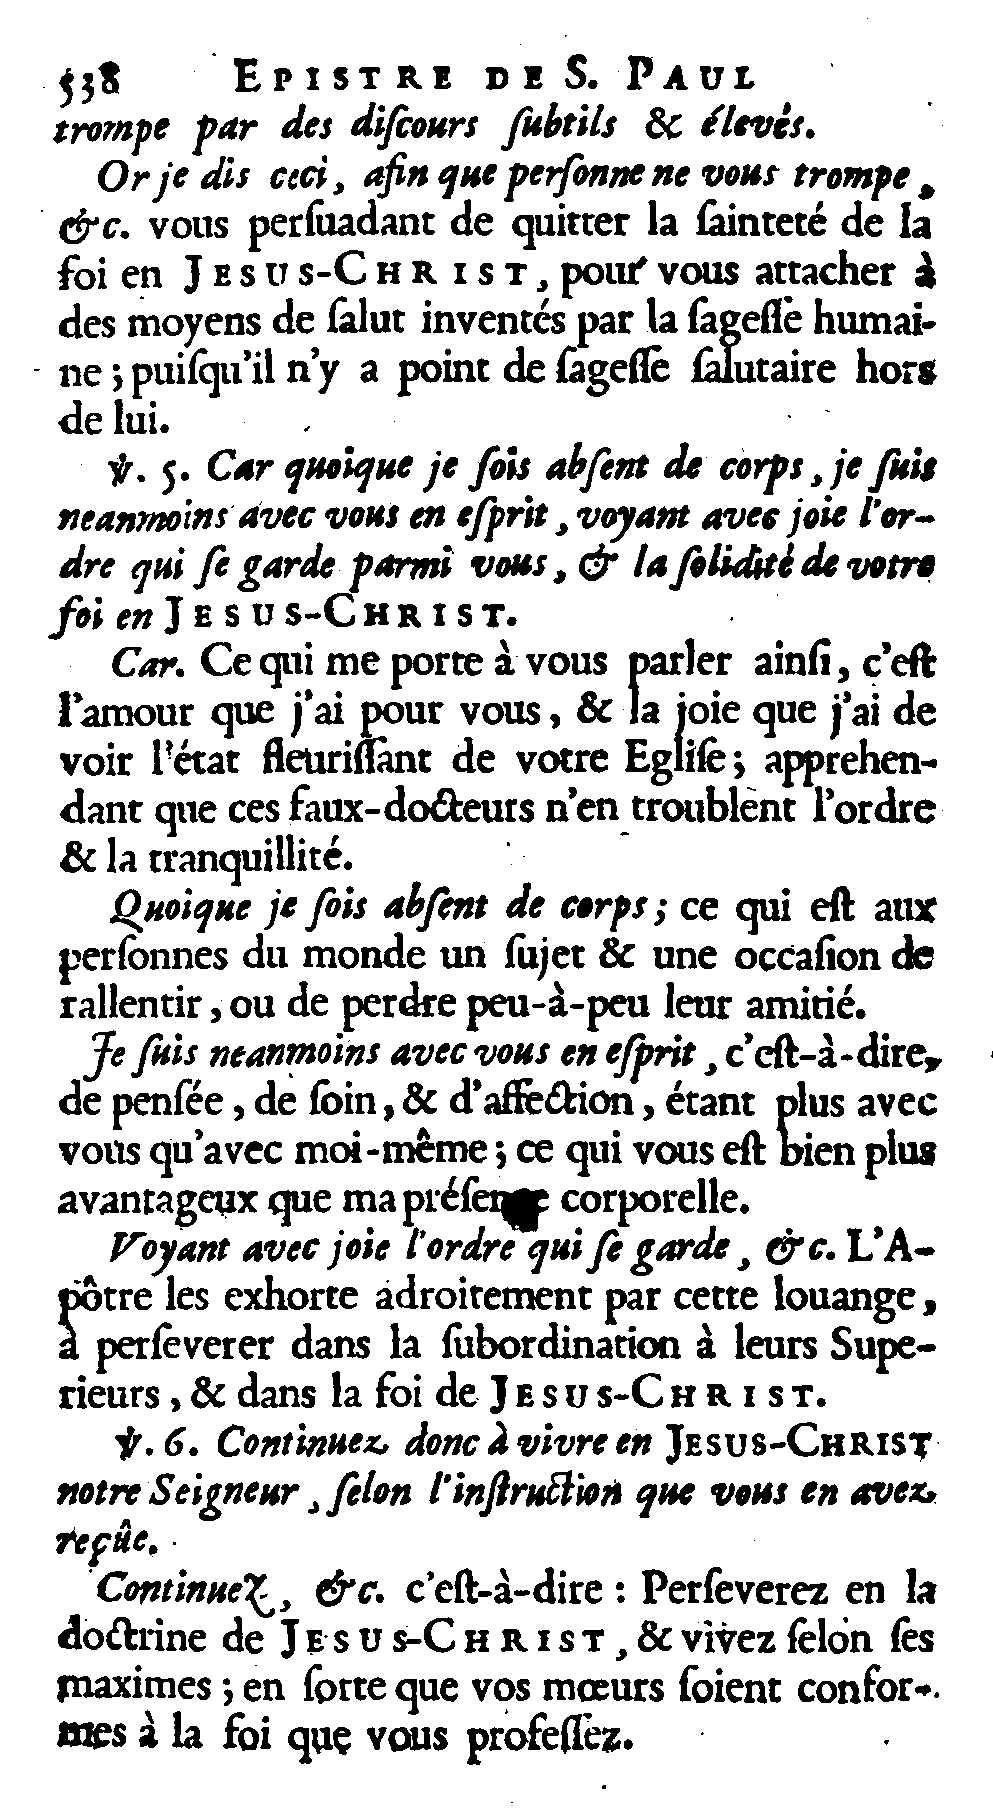 538 EPISTRE DE S. PAUL
trompe par des diſcours ſubtils & élevés.
Or je dis ceci, afin que perſonne ne vous trompe,
&c. vous perſuadant de quitter la ſainteté de la
foi en JESUS-CHRIST, pour vous attacher à
des moyens de ſalut inventés par la ſageſſe humai-
ne ; puiſqu'il n'y a point de ſageſſe ſalutaire hors
de lui.
℣. 5. Car quoique je ſois abſent de corps, je ſuis
neanmoins avec vous en eſprit, voyant avec joie l'or-
dre qui ſe garde parmi vous, & la ſolidité de votre
foi en JESUS-CHRIST.
Car. Ce qui me porte à vous parler ainſi, c'eſt
l'amour que j'ai pour vous, & la joie que j'ai de
voir l'état fleuriſſant de votre Egliſe ; apprehen-
dant que ces faux-docteurs n'en troublent l'ordre
& la tranquillité.
Quoique je ſois abſent de corps ; ce qui eſt aux
perſonnes du monde un ſujet & une occaſion de
rallentir, ou de perdre peu-à-peu leur amitié.
Je ſuis neanmoins avec vous en eſprit, c'eſt-à-dire,
de penſée, de ſoin, & d'affection, étant plus avec
vous qu'avec moi-même ; ce qui vous eſt bien plus
avantageux que ma préſence corporelle.
Voyant avec joie l'ordre qui ſe garde, &c. L'A-
pôtre les exhorte adroitement par cette louange,
à perſeverer dans la ſubordination à leurs Supe-
rieurs, & dans la foi de JESUS-CHRIST.
℣. 6. Continuez donc à vivre en JESUS-CHRIST
notre Seigneur, ſelon l'inſtruction que vous en avez
reçûe.
Continuez, &c. c'eſt-à-dire : Perſeverez en la
doctrine de JESUS-CHRIST, & vivez ſelon ſes
maximes ; en ſorte que vos mœurs ſoient confor-
mes à la foi que vous profeſſez.